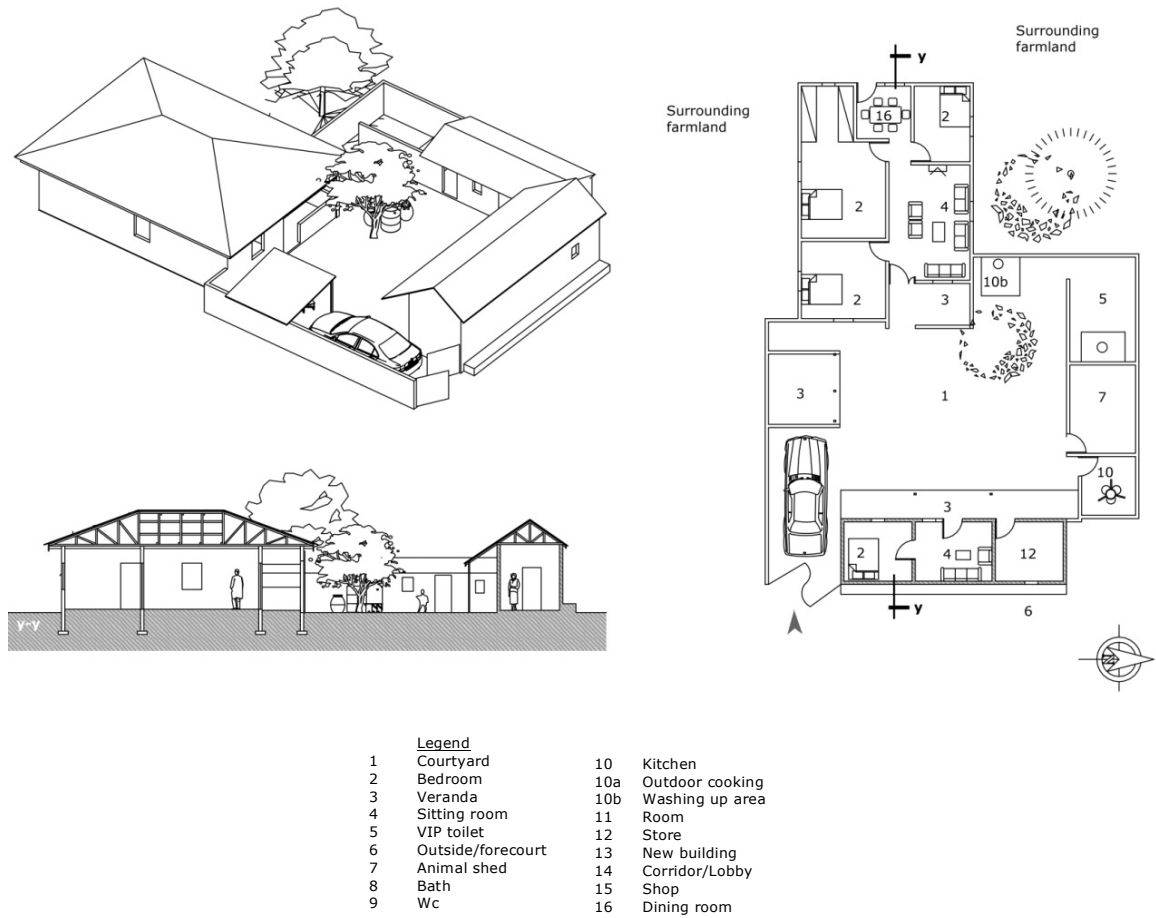 Surrounding
farmland
Surrounding
farmland
y
16
2
2
4
10b
5
2
3
3
1
7
10
3
2
4
12
y
6
y-y
Legend
1 Courtyard
2 Bedroom
3 Veranda
4 Sitting room
5 VIP toilet
6 Outside/forecourt
7 Animal shed
8 Bath
9 Wc
10 Kitchen
10a Outdoor cooking
10b Washing up area
11 Room
12 Store
13 New building
14 Corridor/Lobby
15 Shop
16 Dining room